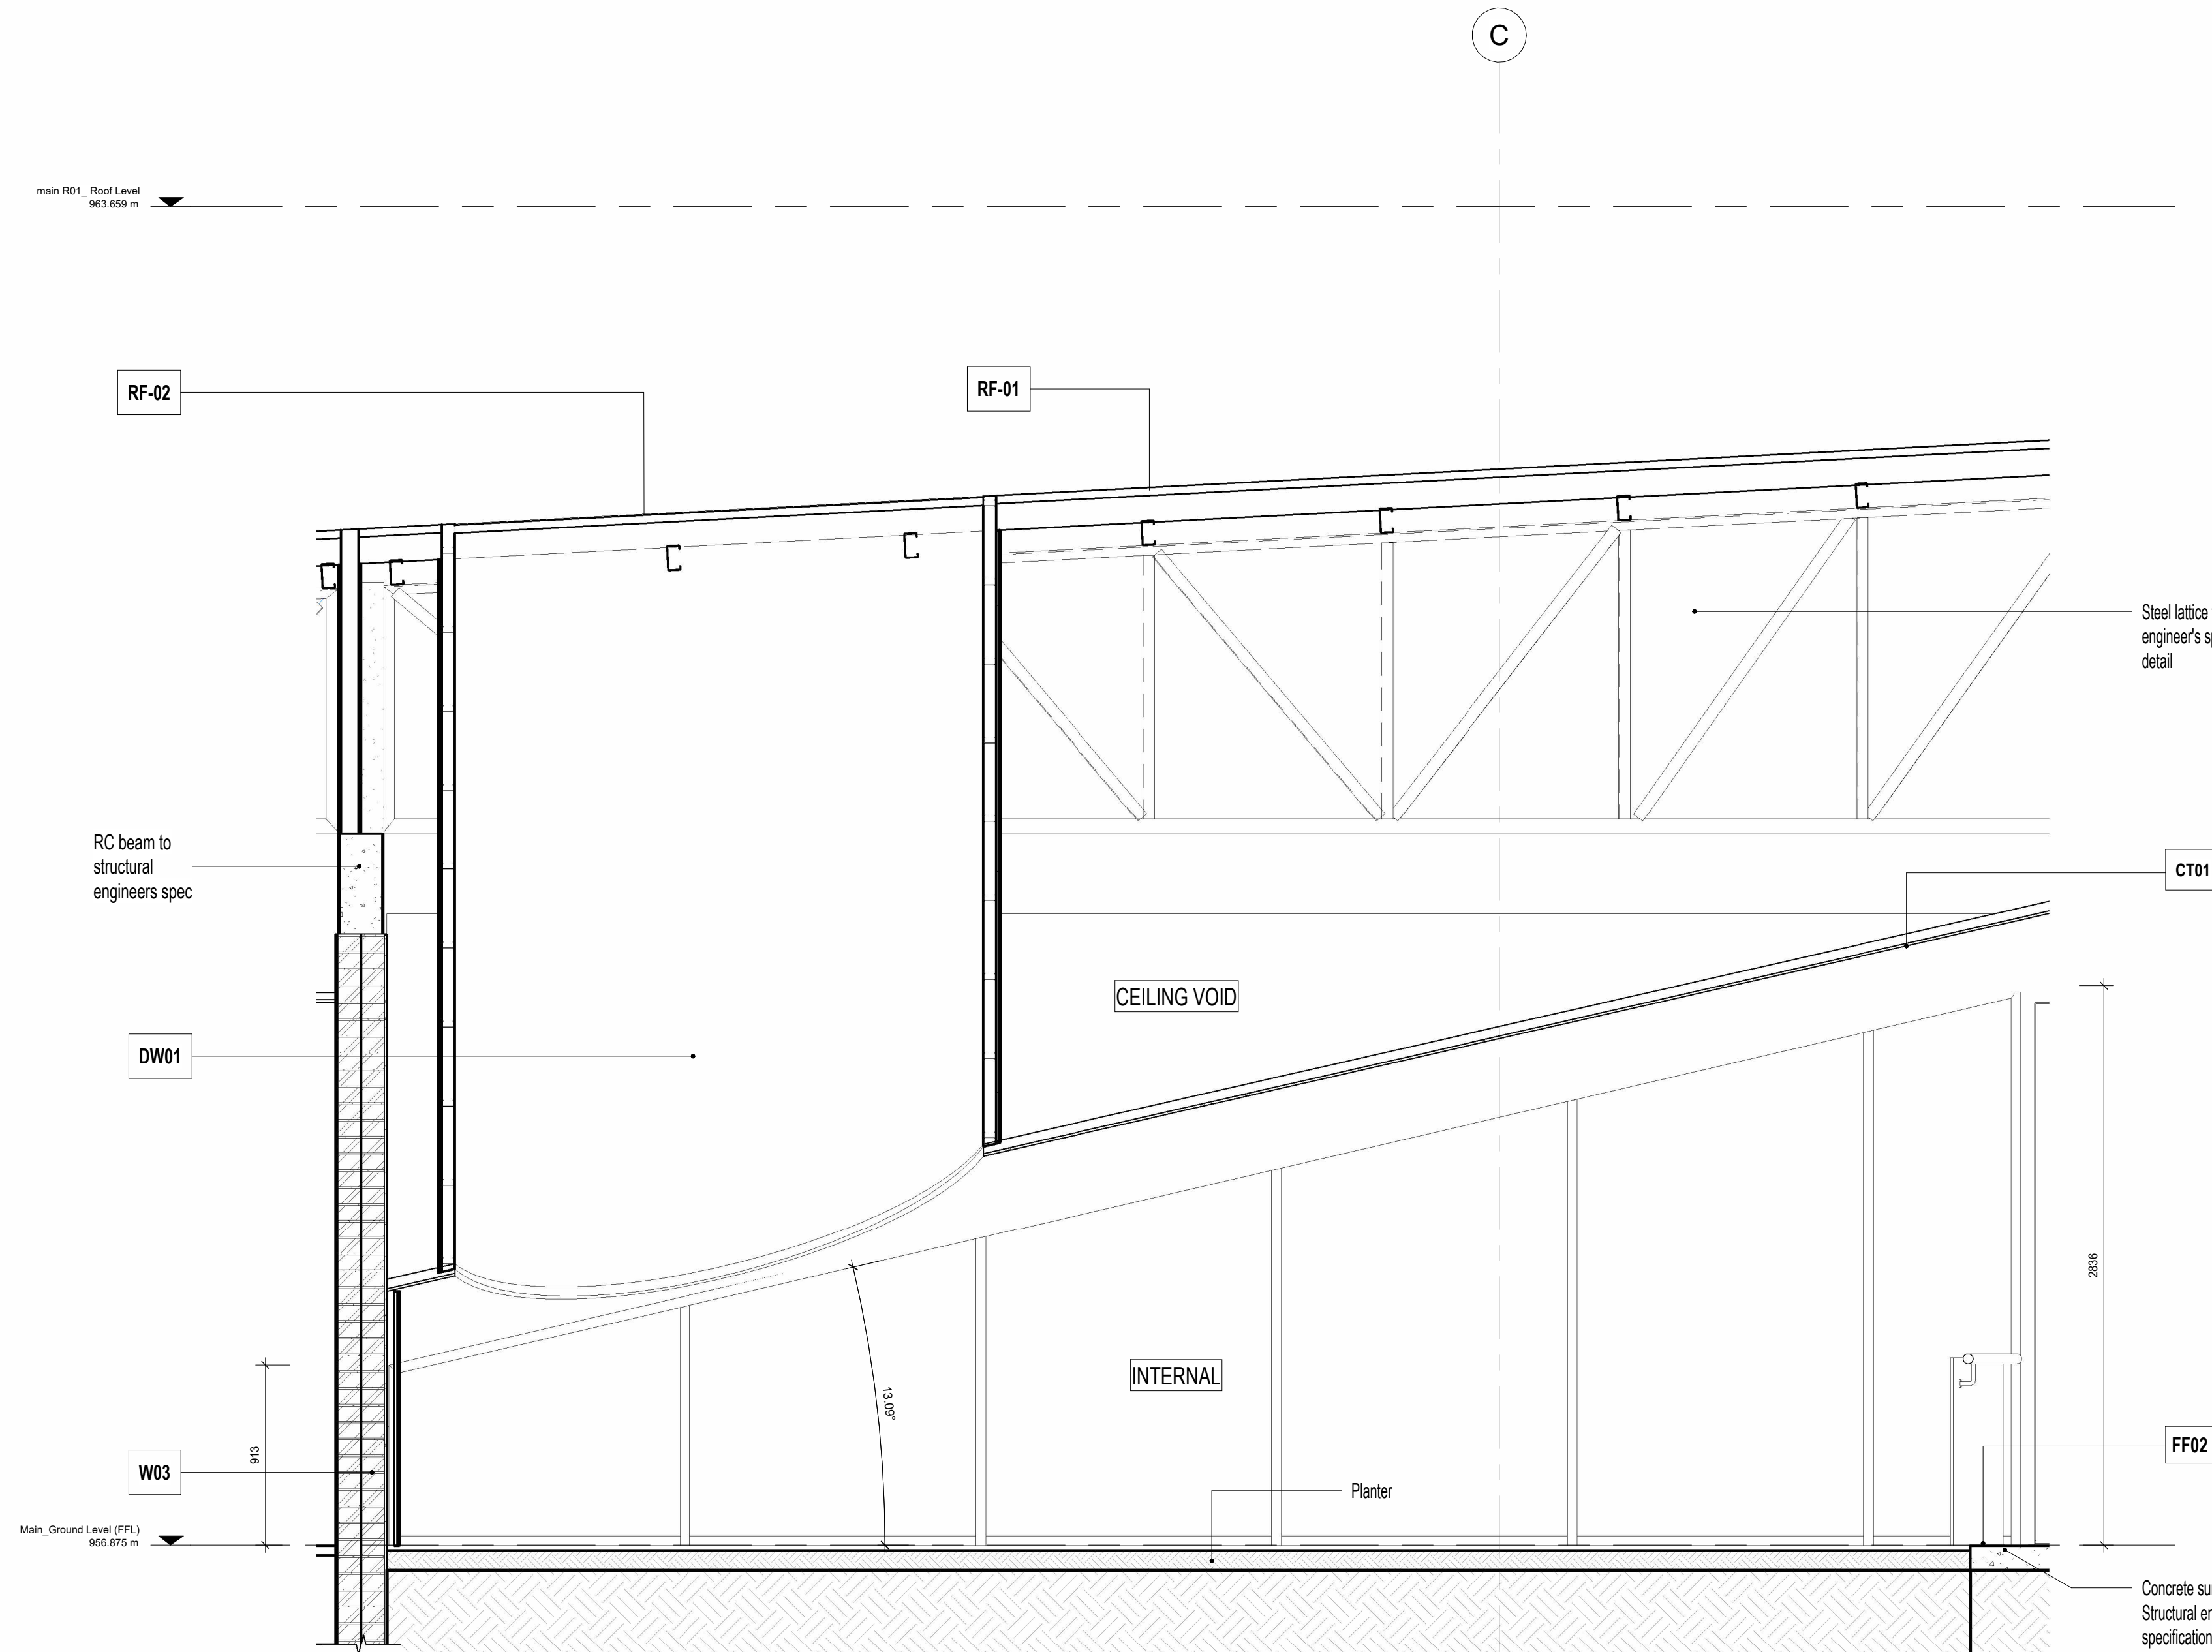 C
main R01_ Roof Level
963.659 m
RF-02
RF-01
Steel lattice
engineer's
detail
RC beam to
structural
engineers spec
CT01
CEILING VOID
DW01
2836
INTERNAL
13.09°
913
FF02
W03
Planter
Main_Ground Level (FFL)
956.875 m
Concrete
Structural
specification